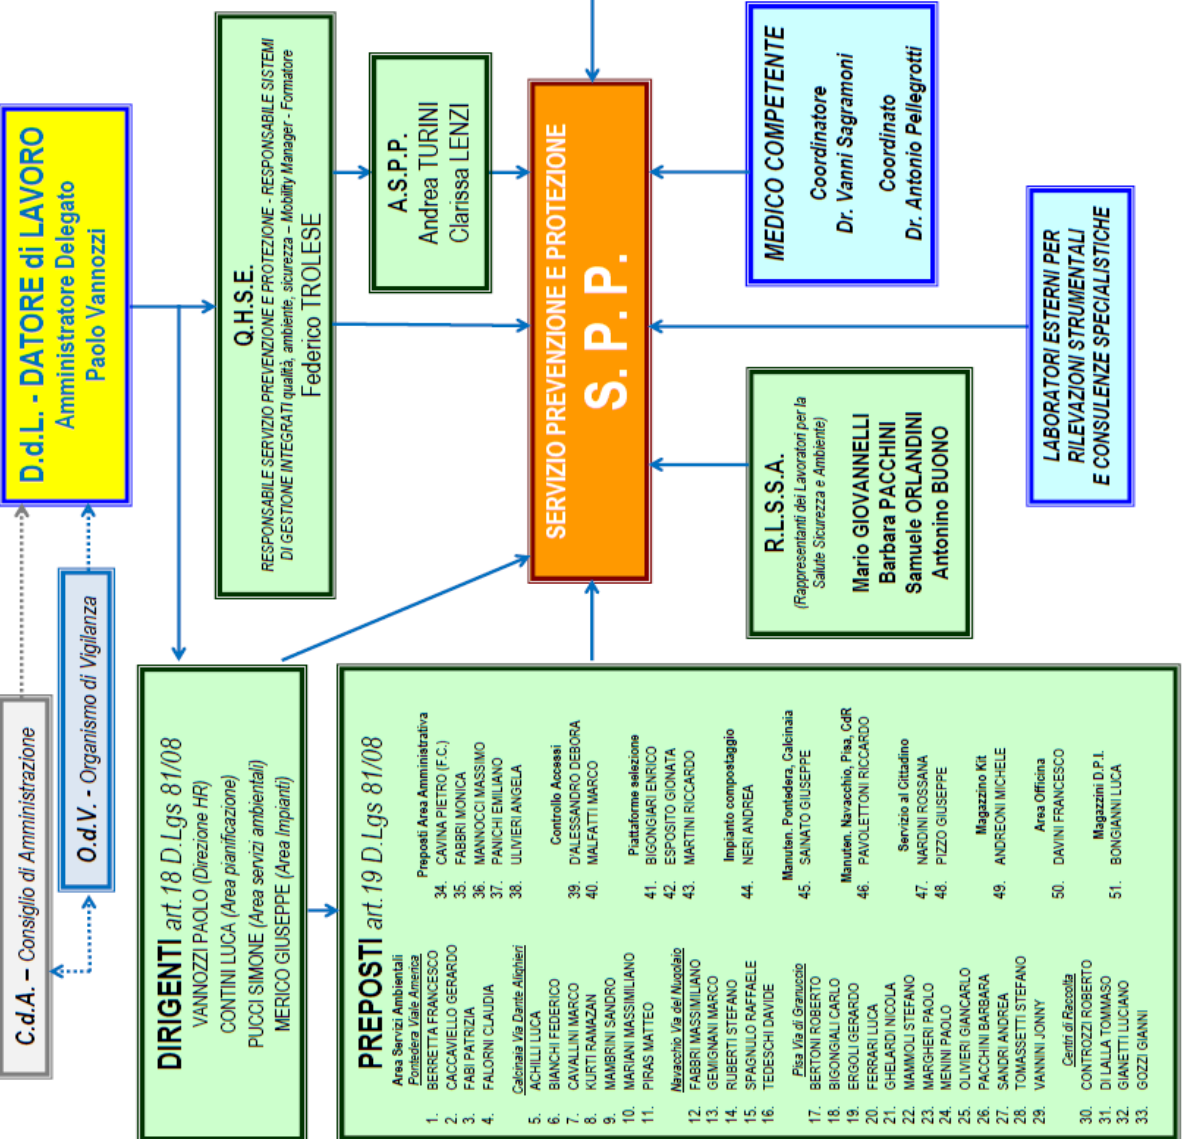 C.d.A. – Consiglio di Amministrazione
O.d.V. - Organismo di Vigilanza
D.d.L. - DATORE di LAVORO
Amministratore Delegato
Paolo Vannozzi
DIRIGENTI art.18 D.Lgs 81/08
VANNOZZI PAOLO (Direzione HR)
CONTINI LUCA (Area pianificazione)
PUCCI SIMONE (Area servizi ambientali)
MERICO GIUSEPPE (Area Impianti)
Q.H.S.E.
RESPONSABILE SERVIZIO PREVENZIONE E PROTEZIONE - RESPONSABILE SISTEMI
DI GESTIONE INTEGRATI qualità, ambiente, sicurezza – Mobility Manager - Formatore
Federico TROLESE
A.S.P.P.
Andrea TURINI
Clarissa LENZI
PREPOSTI art.19 D.Lgs 81/08
Area Servizi Ambientali
Pontedera Viale America
1. BERRETTA FRANCESCO
2. CACCAVIELLO GERARDO
3. FABI PATRIZIA
4. FALORNI CLAUDIA
Calcinaia Via Dante Alighieri
5. ACHILLI LUCA
6. BIANCHI FEDERICO
7. CAVALLINI MARCO
8. KURTI RAMAZAN
9. MAMBRINI SANDRO
10. MARIANI MASSIMILIANO
11. PIRAS MATTEO
Navacchio Via del Nugolaio
12. FABBRI MASSIMILIANO
13. GEMIGNANI MARCO
14. RUBERTI STEFANO
15. SPAGNULO RAFFAELE
16. TEDESCHI DAVIDE
Pisa Via di Granuccio
17. BERTONI ROBERTO
18. BIONGIALI CARLO
19. ERGOLI GERARDO
20. FERRARI LUCA
21. GHELARDI NICOLA
22. MAMMOLI STEFANO
23. MARGHERI PAOLO
24. MENINI PAOLO
25. OLIVIERI GIANCARLO
26. PACCHINI BARBARA
27. SANDRI ANDREA
28. TOMASSETTI STEFANO
29. VANNINI JONNY
Centri di Raccolta
30. CONTROZZI ROBERTO
31. DI LALLA TOMMASO
32. GIANETTI LUCIANO
33. GOZZI GIANNI
Preposti Area Amministrativa
34. CAVINA PIETRO (F.C.)
35. FABBRI MONICA
36. MANNOCCI MASSIMO
37. PANICHI EMILIANO
38. ULIVIERI ANGELA
Controllo Accessi
39. D'ALESSANDRO DEBORA
40. MALFATTI MARCO
Piattaforme selezione
41. BIGONGIARI ENRICO
42. ESPOSITO GIONATA
43. MARTINI RICCARDO
Impianto compostaggio
44. NERI ANDREA
Manuten. Pontedera, Calcinaia
45. SAINATO GIUSEPPE
Manuten. Navacchio, Pisa, CdR
46. PAVOLETTONI RICCARDO
Servizio al Cittadino
47. NARDINI ROSSANA
48. PIZZO GIUSEPPE
Magazzino Kit
49. ANDREONI MICHELE
Area Officina
50. DAVINI FRANCESCO
Magazzini D.P.I.
51. BONGIANNI LUCA
SERVIZIO PREVENZIONE E PROTEZIONE
S. P. P.
R.L.S.S.A.
(Rappresentanti dei Lavoratori per la
Salute Sicurezza e Ambiente)
Mario GIOVANNELLI
Barbara PACCHINI
Samuele ORLANDINI
Antonino BUONO
MEDICO COMPETENTE
Coordinatore
Dr. Vanni Sagramoni
Coordinato
Dr. Antonio Pellegrotti
LABORATORI ESTERNI PER
RILEVAZIONI STRUMENTALI
E CONSULENZE SPECIALISTICHE